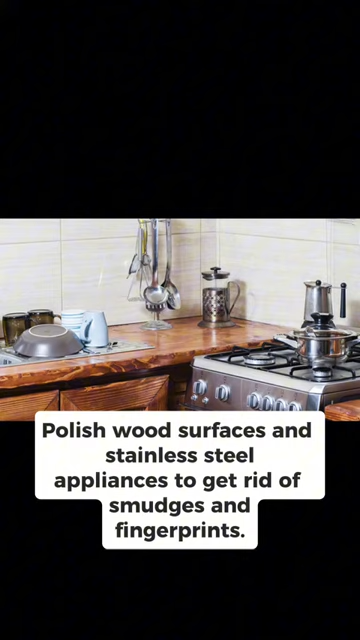 Polish wood surfaces and
stainless steel
appliances to get rid of
smudges and
fingerprints.